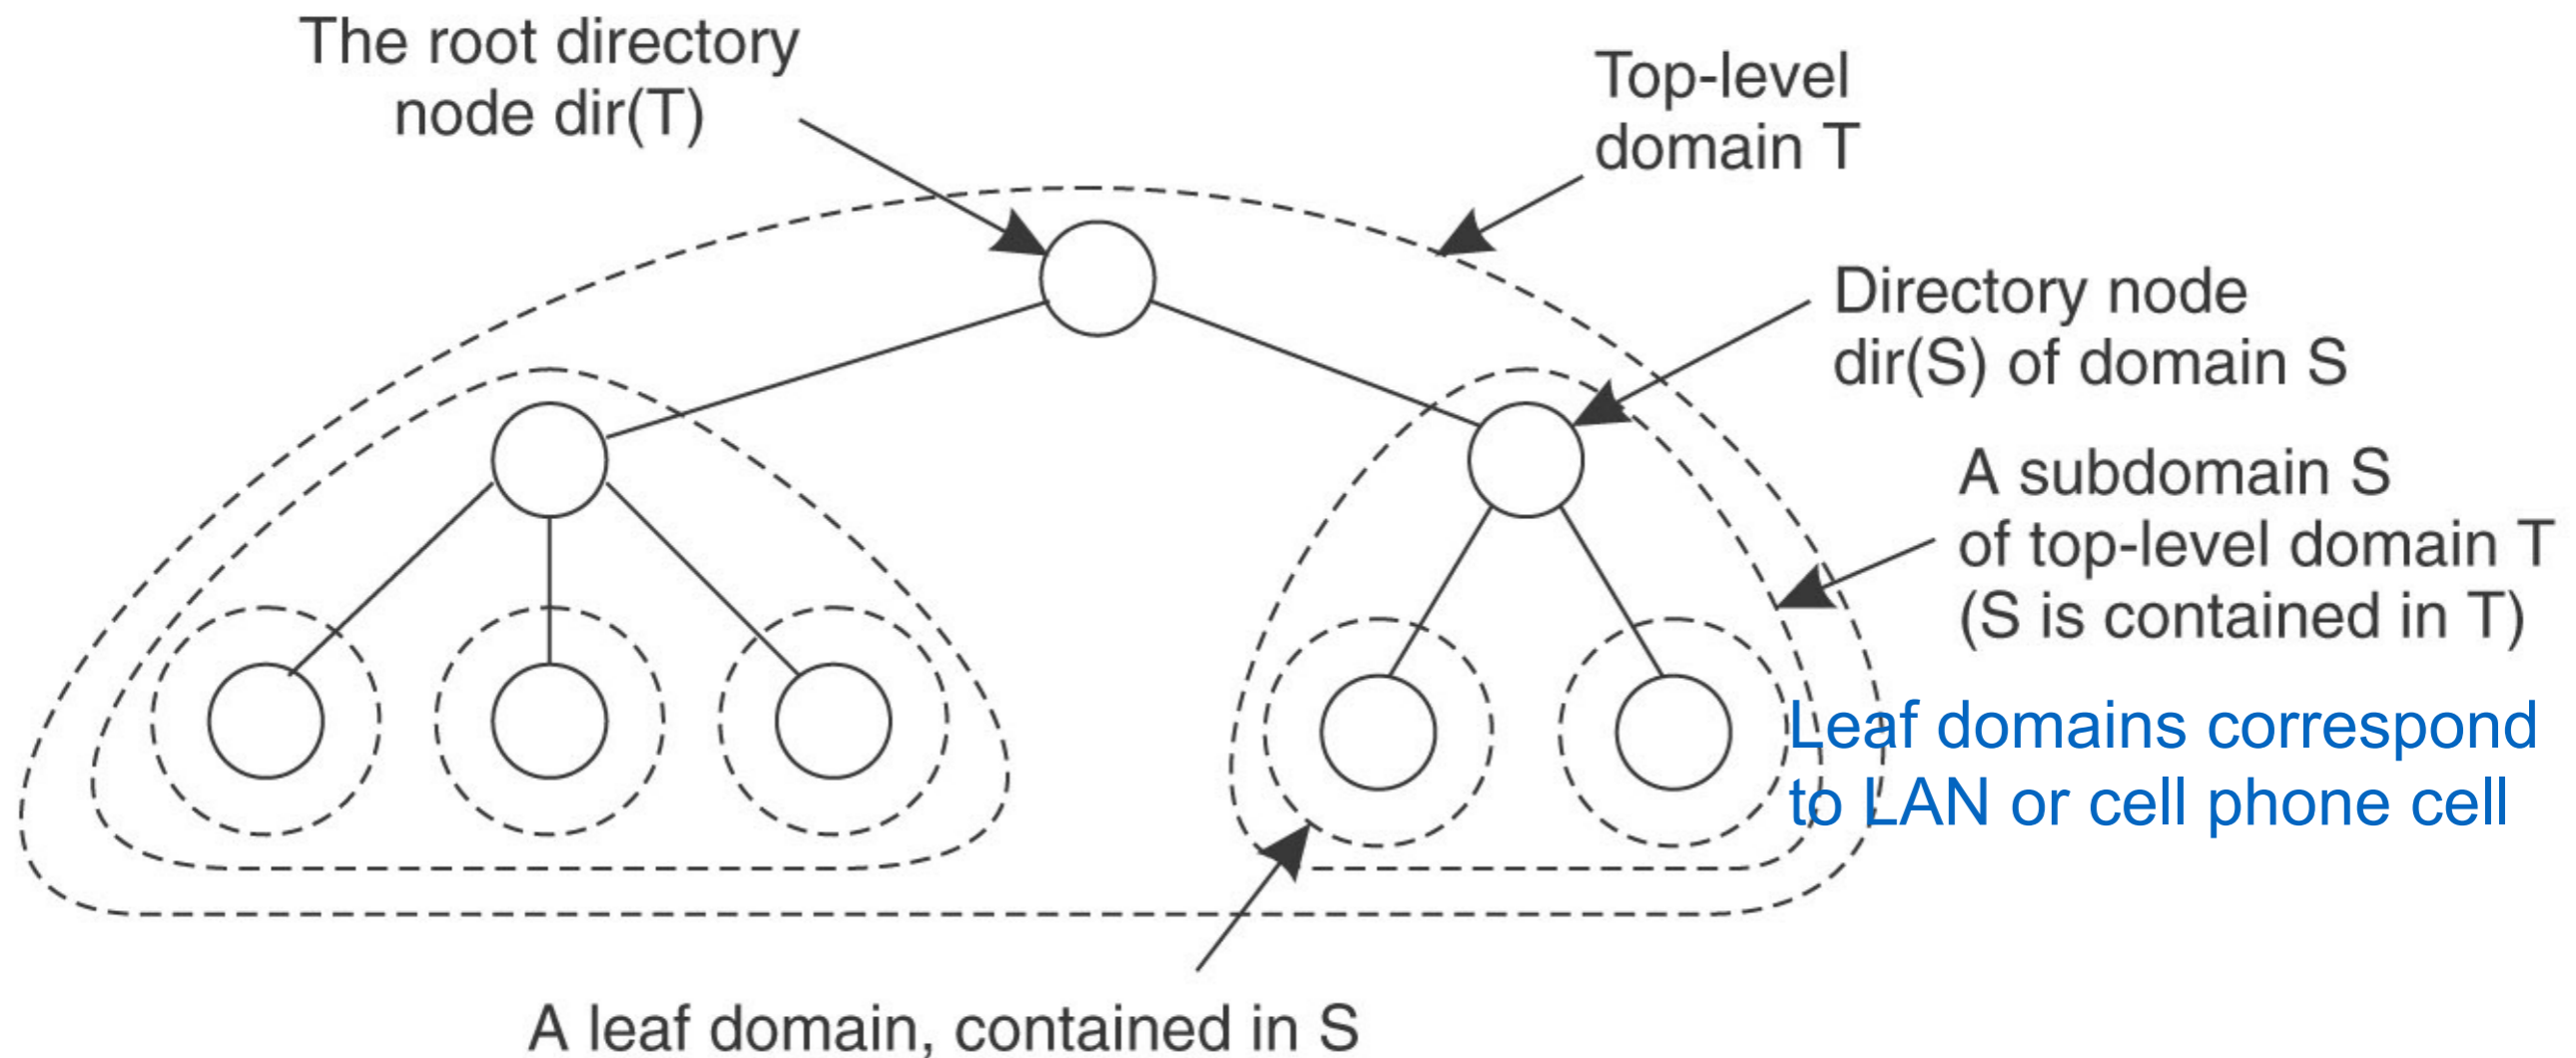 The root directory
node dir(T)
Top-level
domain T
Directory node
dir(S) of domain S
A subdomain S
of top-level domain T
(S is contained in T)
Leaf domains correspond
to LAN or cell phone cell
A leaf domain, contained in S